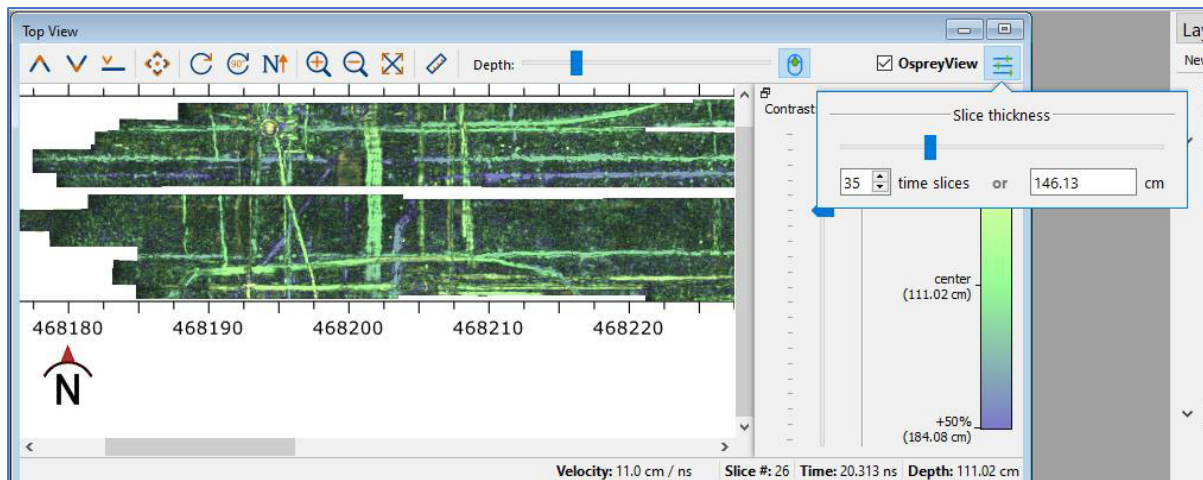 Top View
Depth:
OspreyView
N
90°
Contrast
Slice thickness
35 time slices or 146.13 cm
center
(111.02 cm)
468180 468190 468200 468210 468220
N
+50%
(184.08 cm)
Velocity: 11.0 cm / ns Slice #: 26 Time: 20.313 ns Depth: 111.02 cm